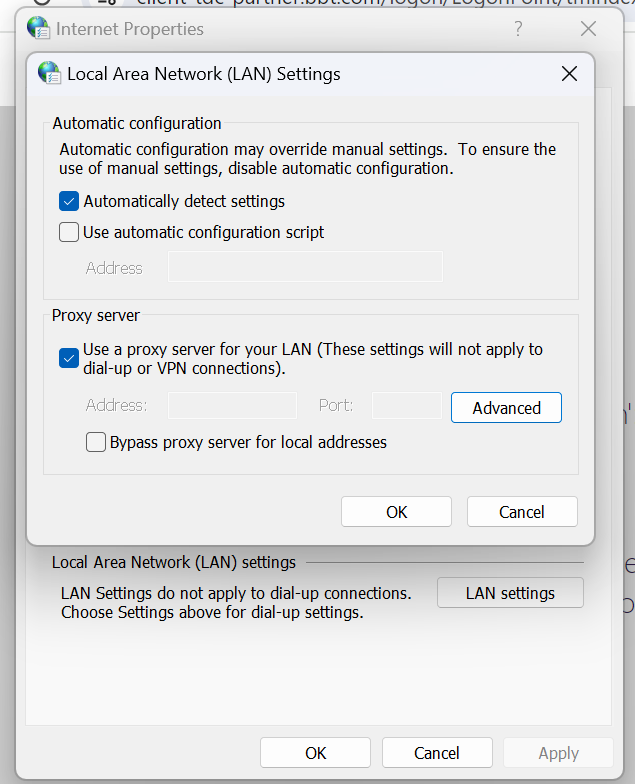 Internet Properties
?
Local Area Network (LAN) Settings
Automatic configuration
Automatic configuration may override manual settings.  To ensure the
use of manual settings, disable automatic configuration.
Automatically detect settings
Use automatic configuration script
Address
Proxy server
Use a proxy server for your LAN (These settings will not apply to
dial-up or VPN connections).
Address:
Port:
Advanced
Bypass proxy server for local addresses
OK
Cancel
Local Area Network (LAN) settings
LAN Settings do not apply to dial-up connections.
Choose Settings above for dial-up settings.
LAN settings
OK
Cancel
Apply